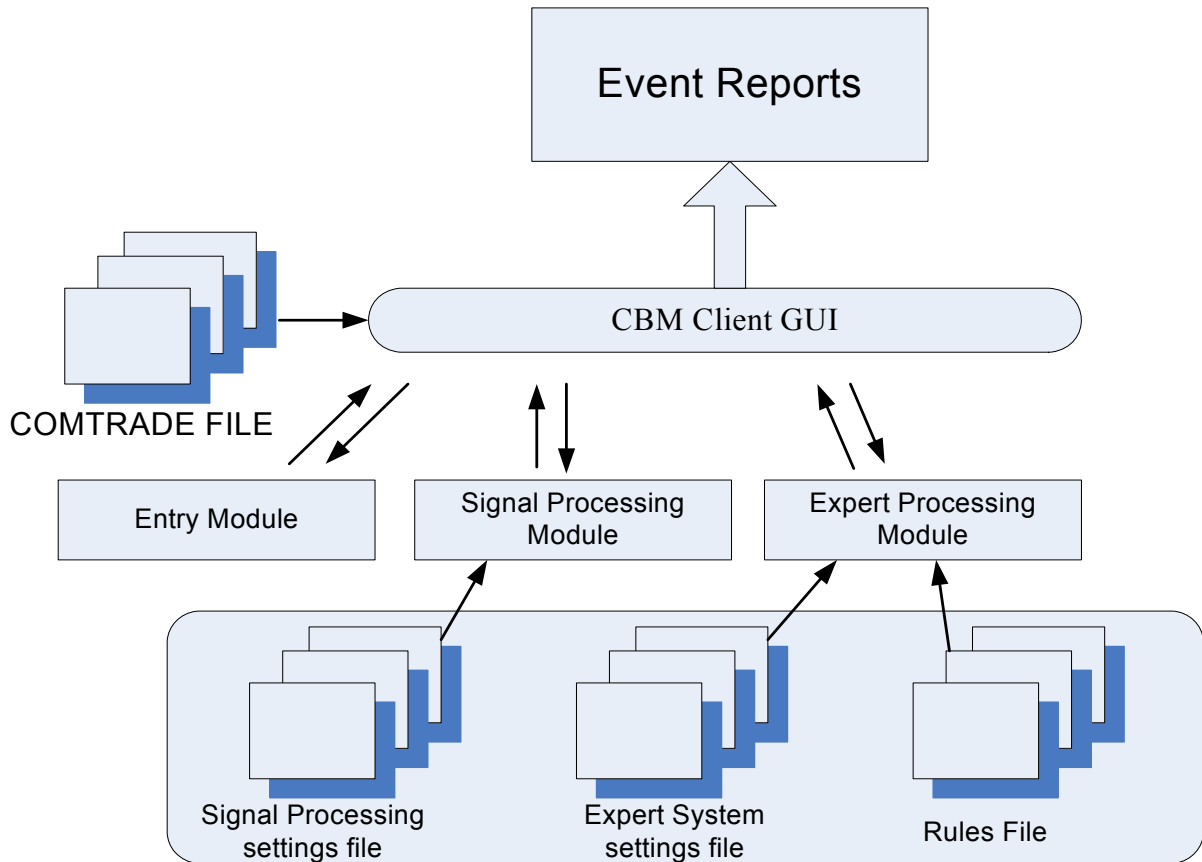 Event Reports
CBM Client GUI
COMTRADE FILE
Entry Module
Signal Processing
Module
Expert Processing
Module
Signal Processing
settings file
Expert System
settings file
Rules File